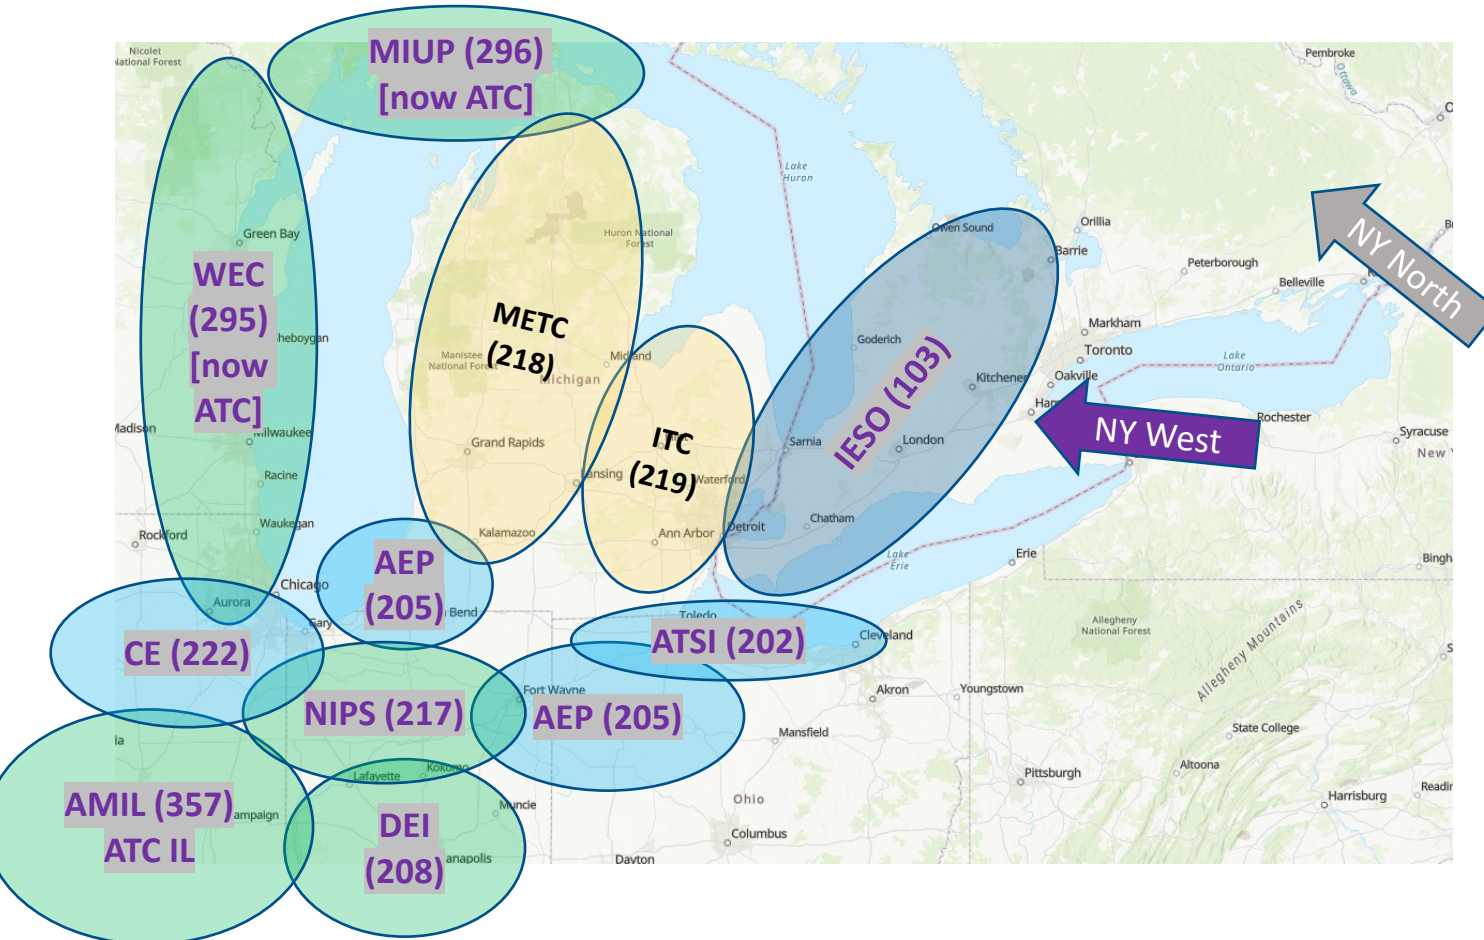 MIUP (296)
[now ATC]
Nicolet
National Forest
Pembroke
Ottawa
Lake
Huron
Green Bay
WEC
(295)
[now
ATC]
Huron National
Forest
Owen Sound
Orillia
Barrie
Peterborough
Belleville
NY North
METC
(218)
Manistee
National Forest
Midland
Michigan
Goderich
Kitchener
IESO (103)
Markham
Toronto
Oakville
Lake
Ontario
NY West
Rochester
Syracuse
New
Milwaukee
Racine
Waukegan
Rockford
Grand Rapids
ITC
(219)
Waterford
Sarnia
London
Kalamazoo
Ann Arbor
Detroit
Chatham
Lake
Erie
Erie
AEP
(205)
Bend
Chicago
Aurora
Gary
CE (222)
Toledo
ATSI (202)
Cleveland
Allegheny
National Forest
Allegheny Mountains
NIPS (217)
Fort Wayne
AEP (205)
Akron
Youngstown
Mansfield
State College
Altoona
Pittsburgh
Harrisburg
Lafayette
Kokomo
Muncie
Ohio
Columbus
Dayton
AMIL (357)
ATC IL
DEI
(208)